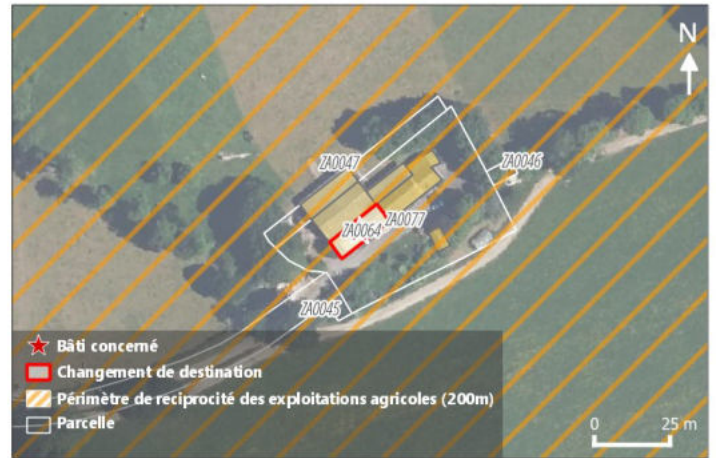 N
ZA0047
ZA0046
ZA0077
ZA0064
ZA0045
Bâti concerné
Changement de destination
Périmètre de reciprocité des exploitations agricoles (200m)
Parcelle
0 25 m